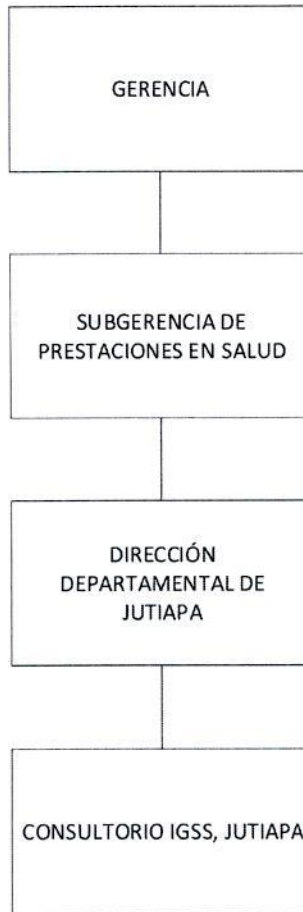 GERENCIA
SUBGERENCIA DE
PRESTACIONES EN SALUD
DIRECCIÓN
DEPARTAMENTAL DE
JUTIAPA
CONSULTORIO IGSS, JUTIAPA